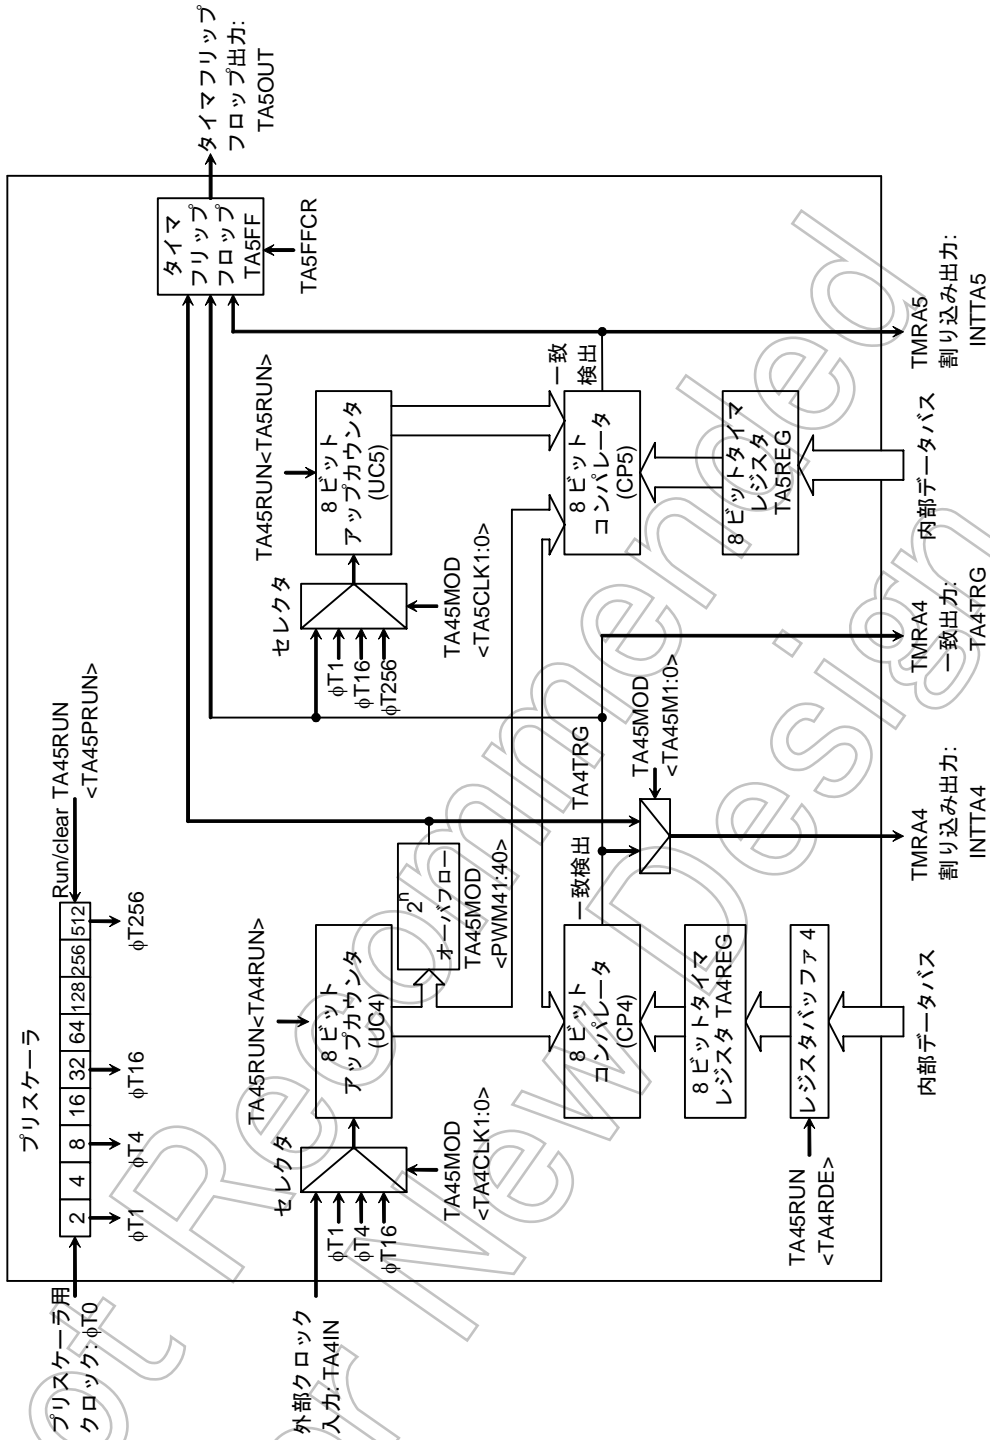 プリスケーラ用
クロック: φT0
プリスケーラ
2
4
8
16
32
64
128
256
512
φT1
φT4
φT16
φT256
Run/clear
TA45RUN
<TA45PRUN>
外部クロック
入力: TA4IN
セレクタ
φT1
φT4
φT16
TA45MOD
<TA4CLK1:0>
TA45RUN<TA4RUN>
8 ビット
アップカウンタ
(UC4)
2n
オーバフロー
TA45MOD
<PWM41:40>
セレクタ
φT1
φT16
φT256
TA45MOD
<TA5CLK1:0>
TA45RUN<TA5RUN>
8 ビット
アップカウンタ
(UC5)
タイマ
フリップ
フロップ
TA5FF
TA5FFCR
タイマフリップ
フロップ出力:
TA5OUT
8 ビット
コンパレータ
(CP4)
一致検出
TA4TRG
8 ビット
コンパレータ
(CP5)
一致
検出
TA45MOD
<TA45M1:0>
8 ビットタイマ
レジスタ TA4REG
8 ビットタイマ
レジスタ
TA5REG
レジスタバッファ 4
TA45RUN
<TA4RDE>
内部データバス
TMRA4
割り込み出力:
INTTA4
TMRA4
一致出力:
TA4TRG
内部データバス
TMRA5
割り込み出力:
INTTA5
Not Recommended
for New Design